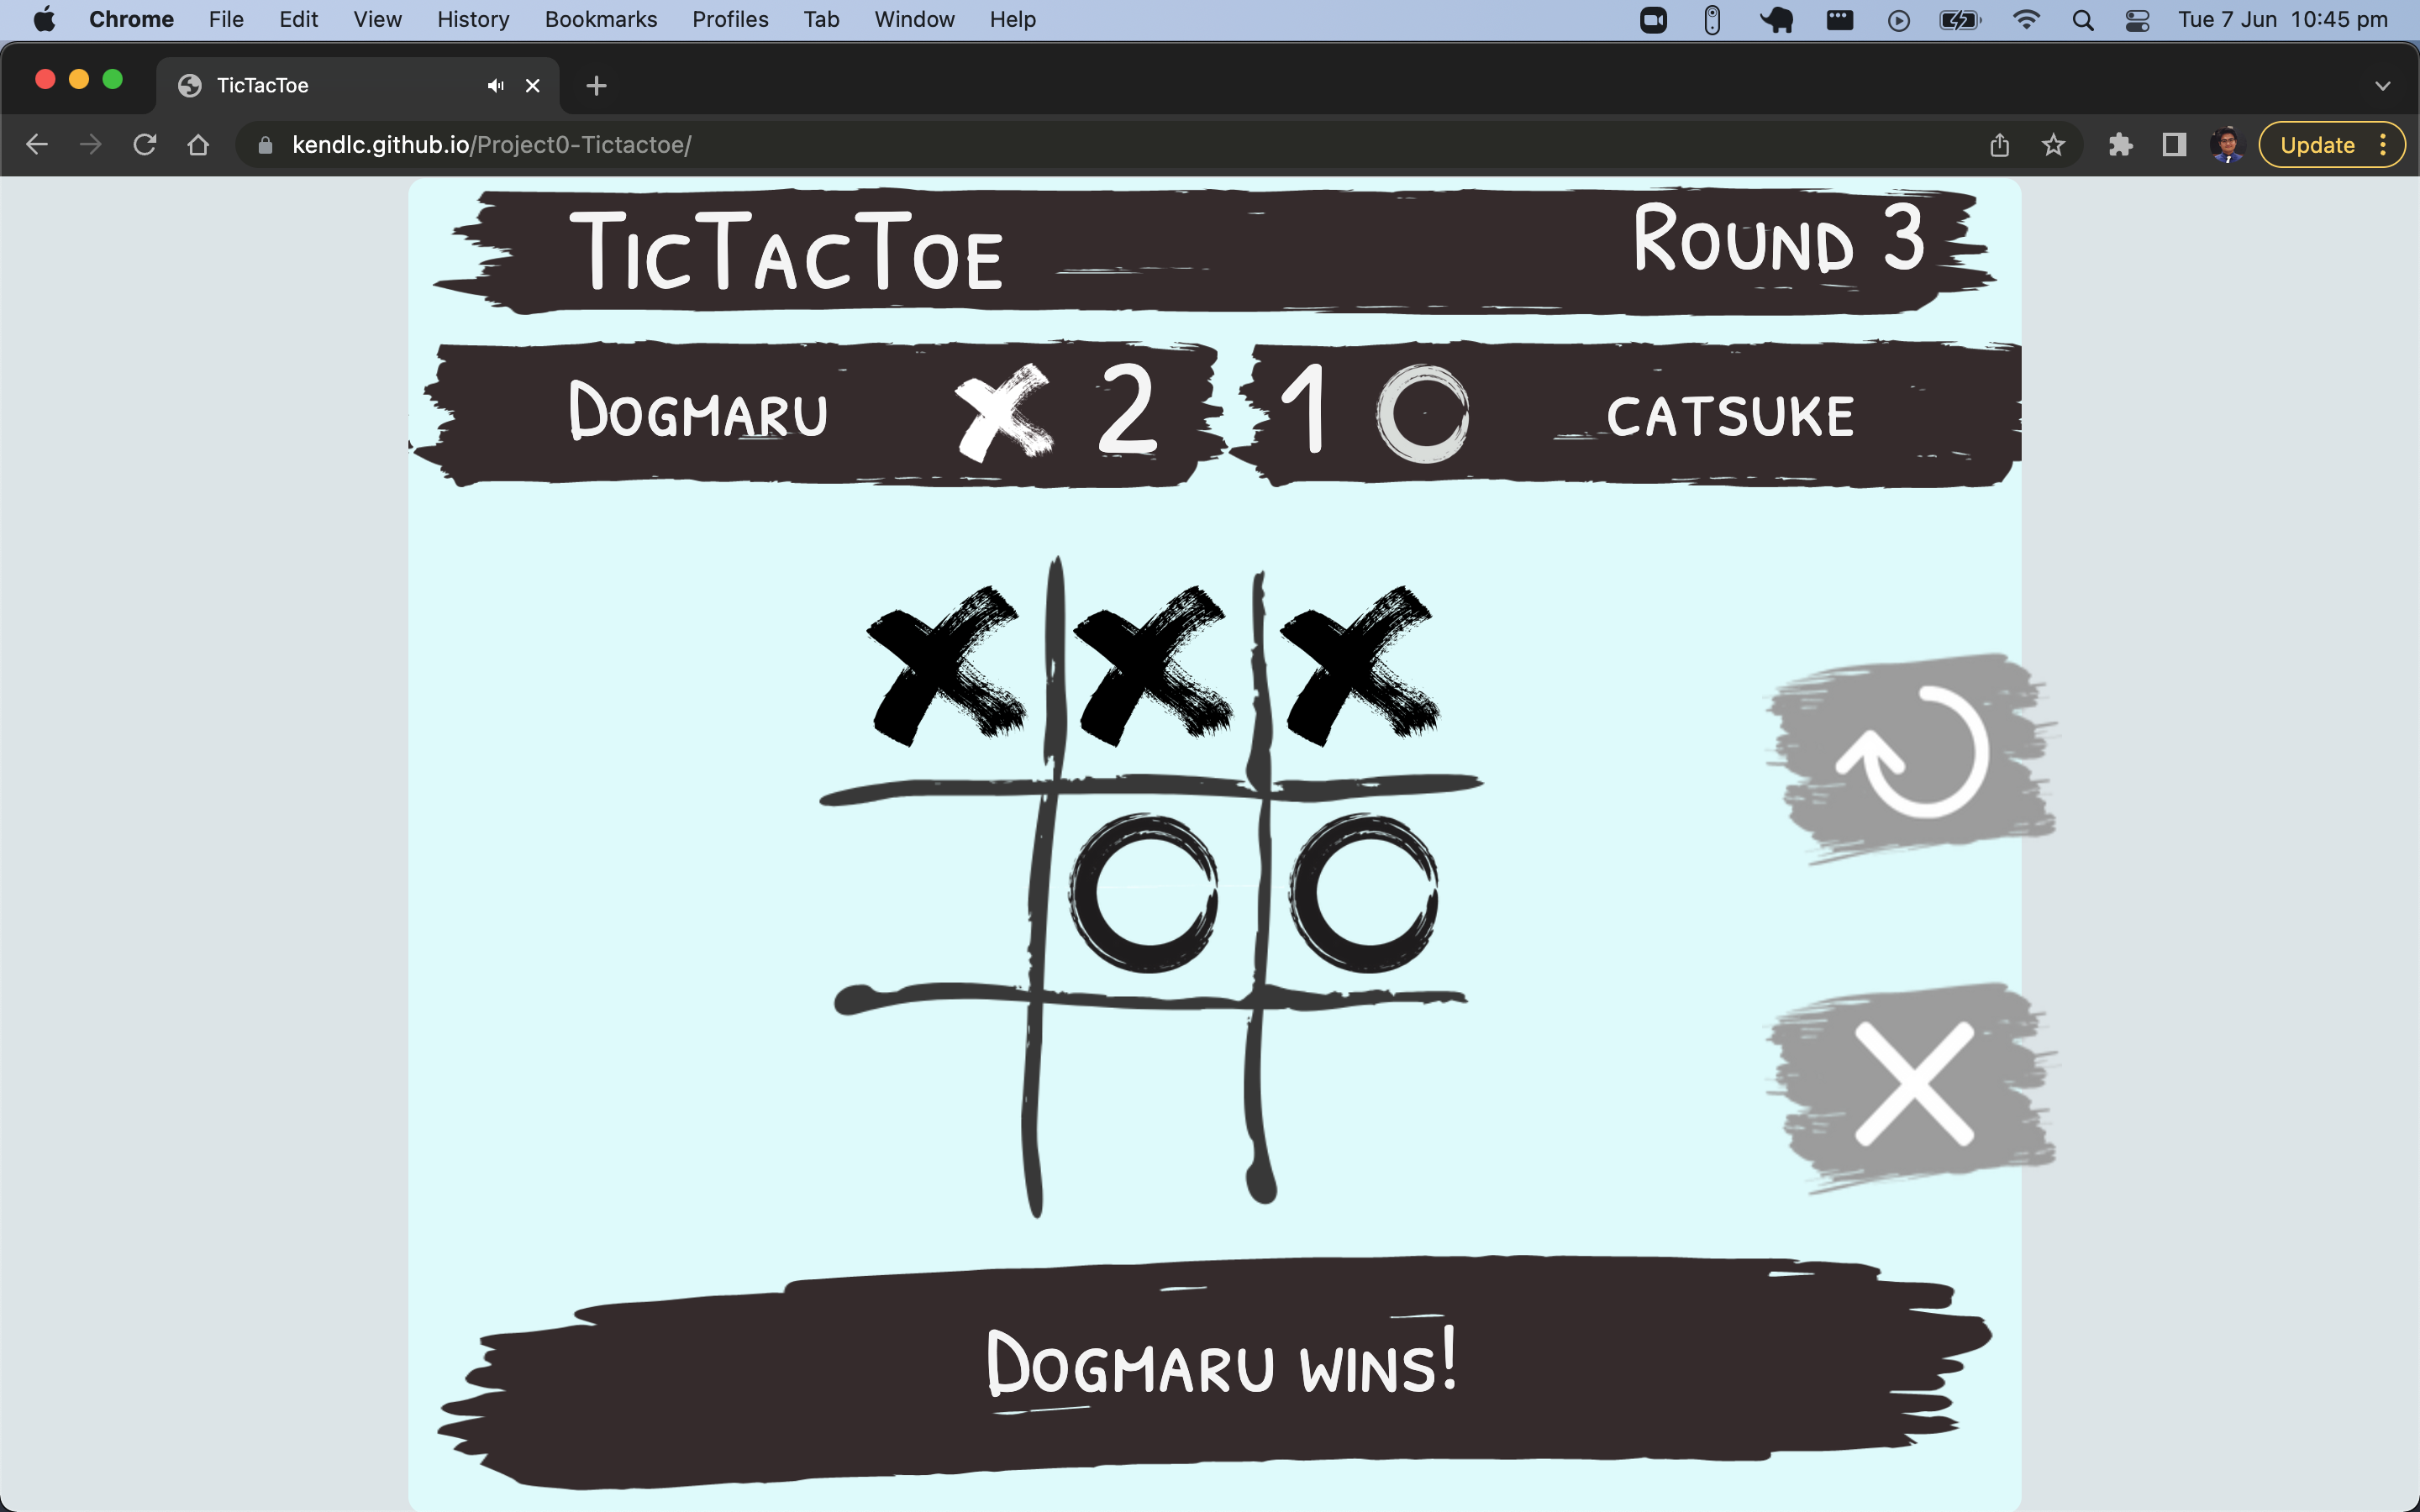 Chrome File Edit View History Bookmarks Profiles Tab Window Help Tue 7 Jun 10:45 pm
TicTacToe
kendlc.github.io/Project0-Tictactoe/ Update
TicTacToe Round 3
Dogmaru 2 1 catsuke
Dogmaru wins!